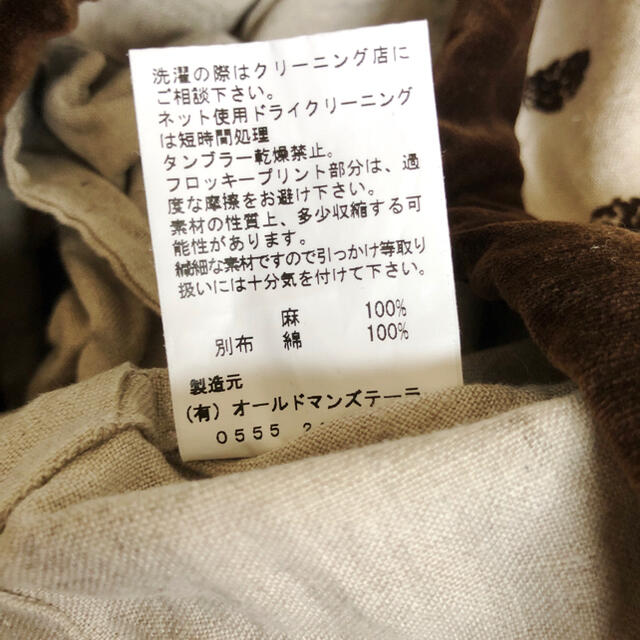 洗濯の際はクリーニング店に
ご相談下さい。
ネット使用ドライクリーニング
は短時間処理
タンブラー乾燥禁止。
フロッキープリント部分は、過
度な摩擦をお避け下さい。
素材の性質上、多少収縮する可
能性があります。
繊細な素材ですので引っかけ等取り
扱いには十分気を付けて下さい。
麻 100%
別布 綿 100%
製造元
(有) オールドマンズテーラ
0555